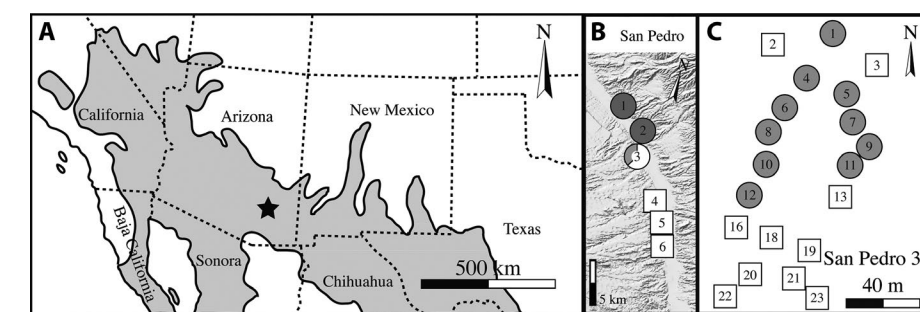 A
N
California
Arizona
New Mexico
Texas
Baja California
Sonora
Chihuahua
500 km
B
San Pedro
N
1
2
3
4
5
6
5 km
C
N
1
2
3
4
5
6
7
8
9
10
11
12
13
16
18
19
San Pedro 3
20
21
22
23
40 m